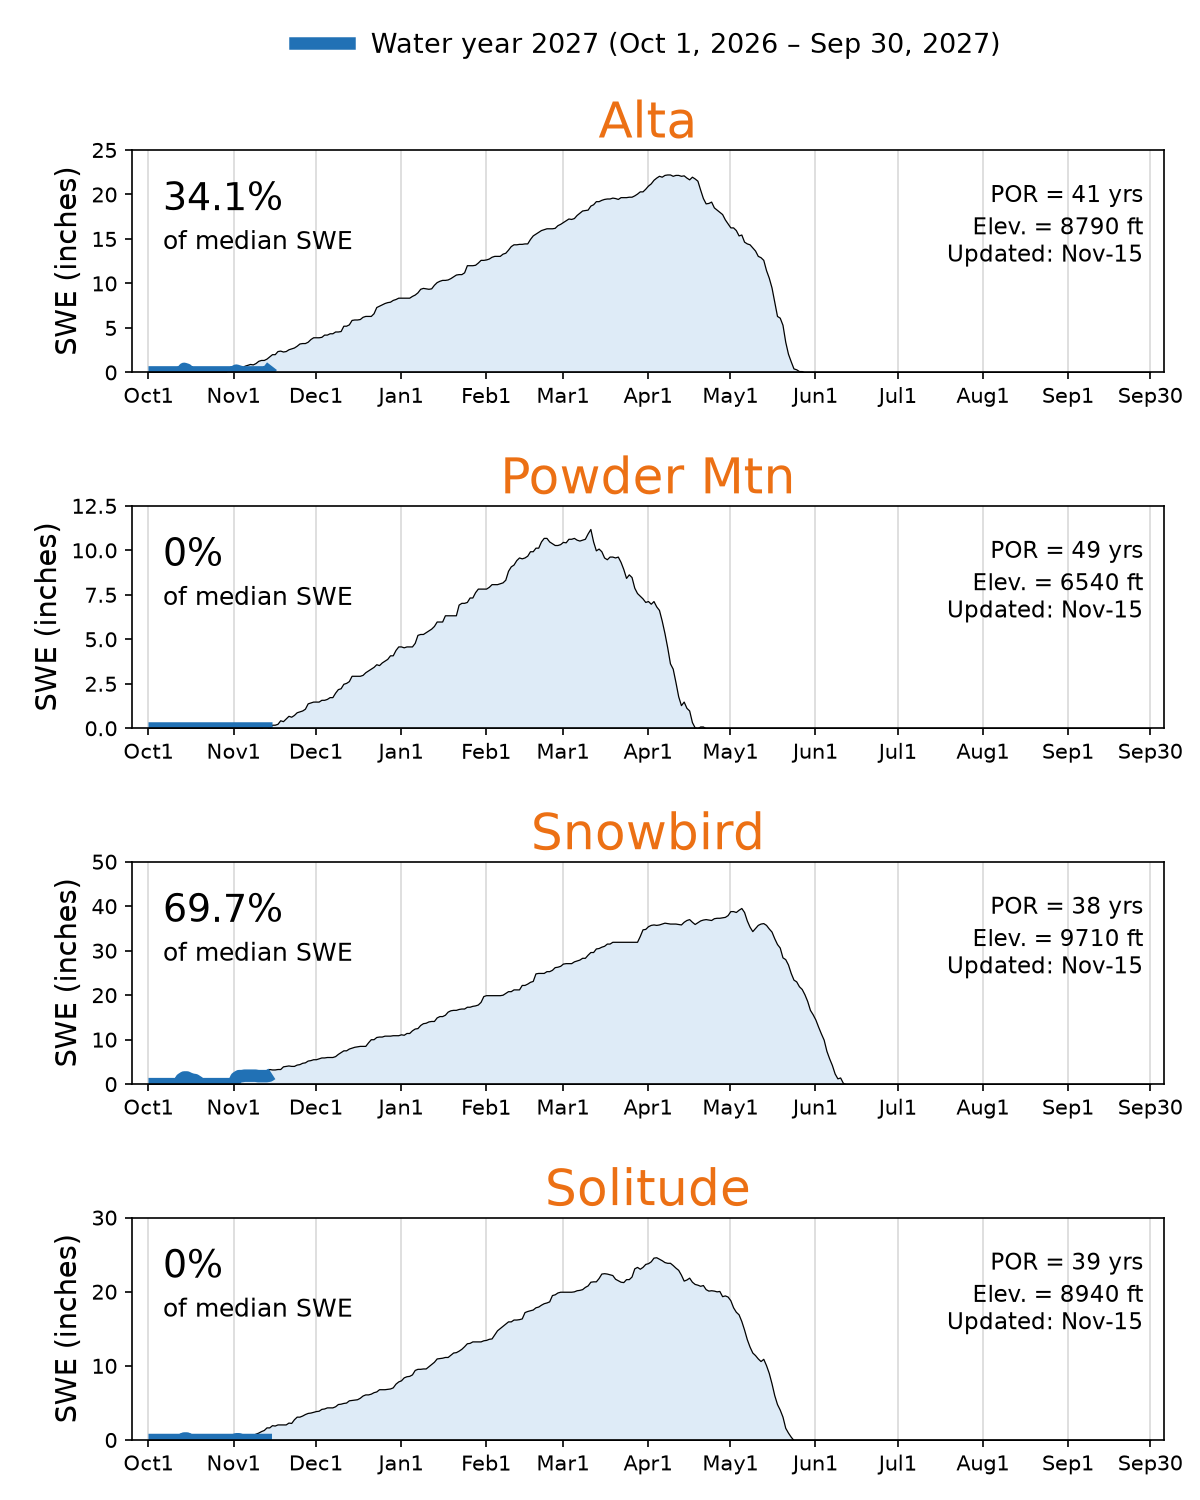 Water year 2027 (Oct 1, 2026 – Sep 30, 2027)
Alta
SWE (inches)
25
20
15
10
5
0
34.1%
of median SWE
POR = 41 yrs
Elev. = 8790 ft
Updated: Nov-15
Oct1 Nov1 Dec1 Jan1 Feb1 Mar1 Apr1 May1 Jun1 Jul1 Aug1 Sep1 Sep30
Powder Mtn
SWE (inches)
12.5
10.0
7.5
5.0
2.5
0.0
0%
of median SWE
POR = 49 yrs
Elev. = 6540 ft
Updated: Nov-15
Oct1 Nov1 Dec1 Jan1 Feb1 Mar1 Apr1 May1 Jun1 Jul1 Aug1 Sep1 Sep30
Snowbird
SWE (inches)
50
40
30
20
10
0
69.7%
of median SWE
POR = 38 yrs
Elev. = 9710 ft
Updated: Nov-15
Oct1 Nov1 Dec1 Jan1 Feb1 Mar1 Apr1 May1 Jun1 Jul1 Aug1 Sep1 Sep30
Solitude
SWE (inches)
30
20
10
0
0%
of median SWE
POR = 39 yrs
Elev. = 8940 ft
Updated: Nov-15
Oct1 Nov1 Dec1 Jan1 Feb1 Mar1 Apr1 May1 Jun1 Jul1 Aug1 Sep1 Sep30